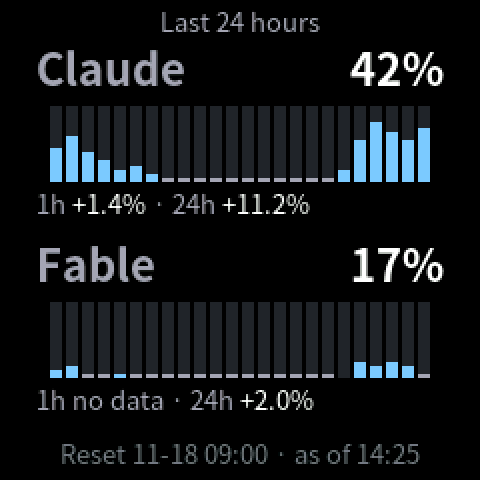 Last 24 hours
Claude 42%
1h +1.4% · 24h +11.2%
Fable 17%
1h no data · 24h +2.0%
Reset 11-18 09:00 · as of 14:25